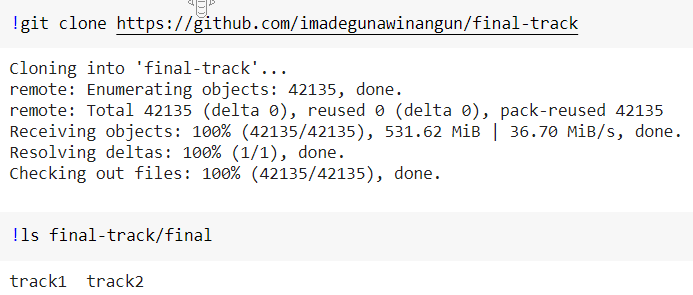 !git clone https://github.com/imadegunawinangun/final-track
Cloning into 'final-track'...
remote: Enumerating objects: 42135, done.
remote: Total 42135 (delta 0), reused 0 (delta 0), pack-reused 42135
Receiving objects: 100% (42135/42135), 531.62 MiB | 36.70 MiB/s, done.
Resolving deltas: 100% (1/1), done.
Checking out files: 100% (42135/42135), done.
!ls final-track/final
track1  track2